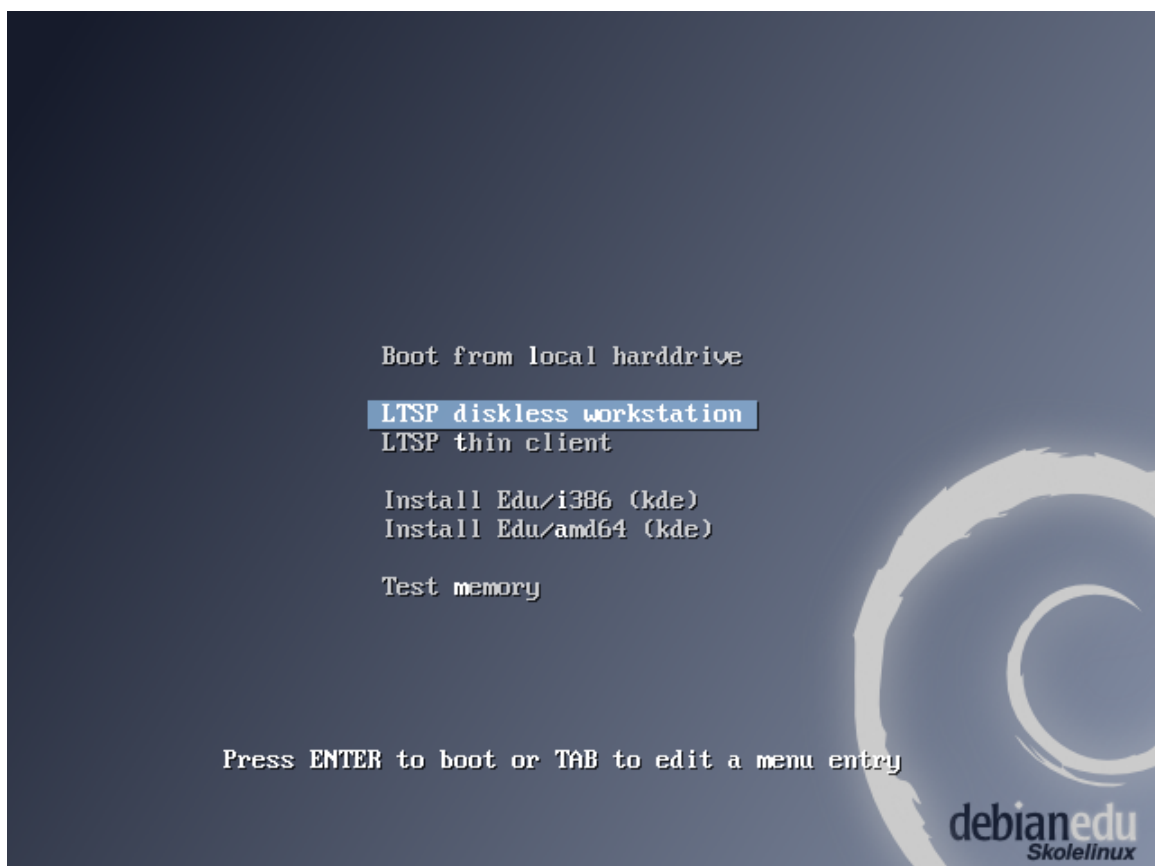 Boot from local harddrive
LTSP diskless workstation
LTSP thin client
Install Edu/i386 (kde)
Install Edu/amd64 (kde)
Test memory
Press ENTER to boot or TAB to edit a menu entry
debianedu
Skolelinux